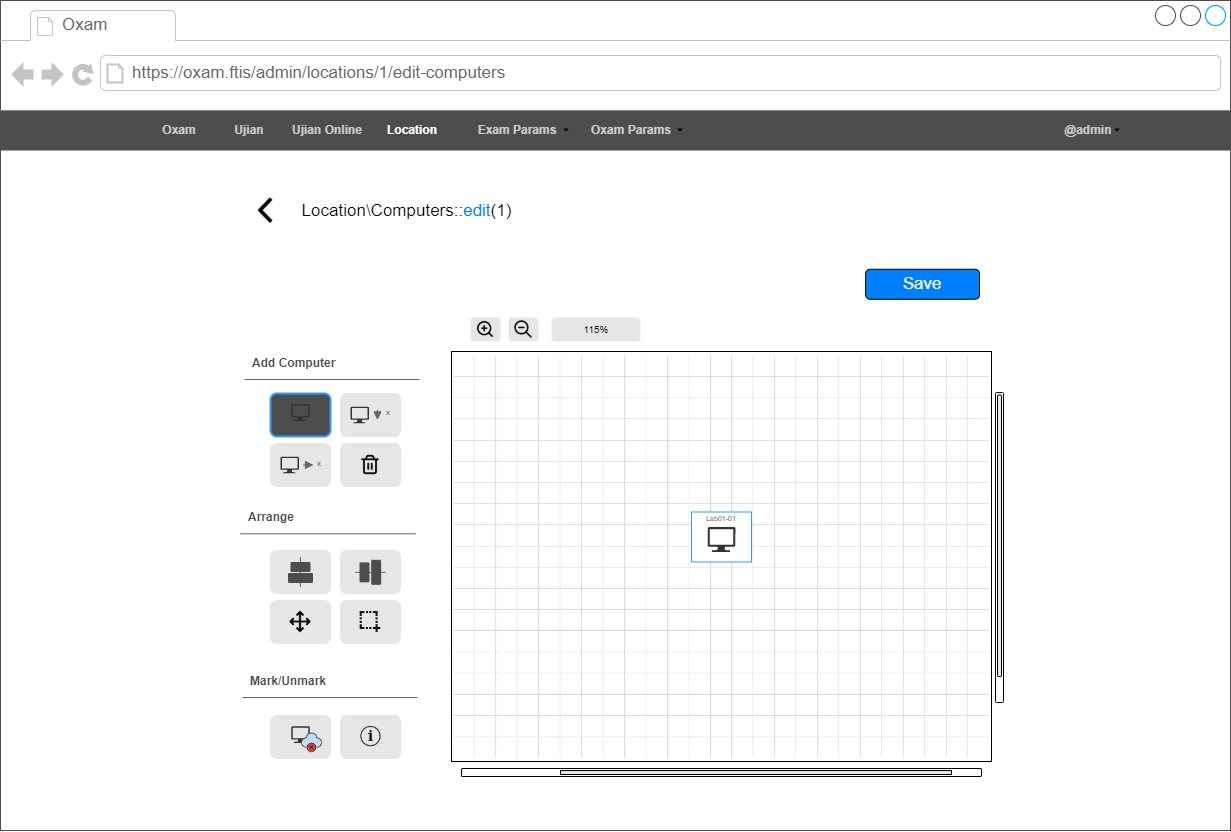 Oxam
https://oxam.ftis/admin/locations/1/edit-computers
Oxam Ujian Ujian Online Location Exam Params Oxam Params @admin
Location\Computers::edit(1)
Save
115%
Add Computer
x
x
Arrange
Lab01-01
Mark/Unmark